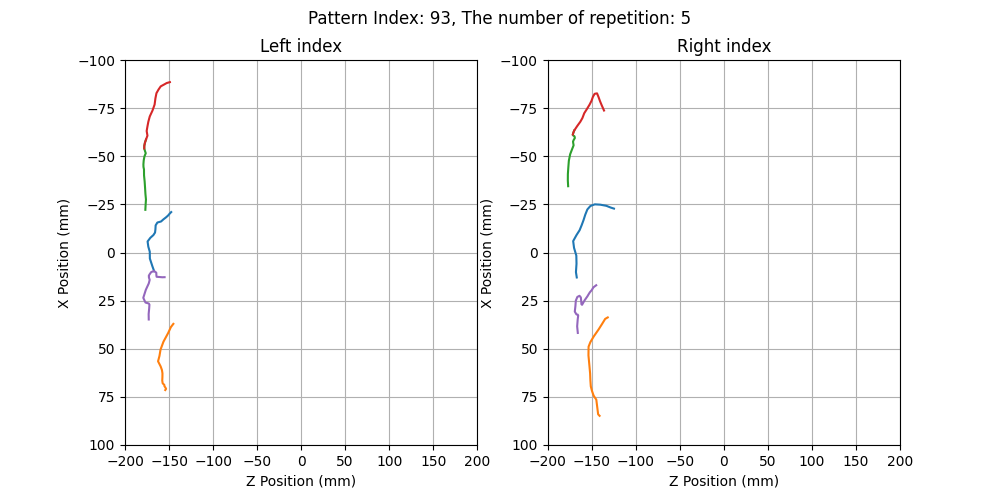 Pattern Index: 93, The number of repetition: 5
Left index
Right index
−100
−75
−50
−25
0
25
50
75
100
X Position (mm)
−200 −150 −100 −50 0 50 100 150 200
Z Position (mm)
−100
−75
−50
−25
0
25
50
75
100
X Position (mm)
−200 −150 −100 −50 0 50 100 150 200
Z Position (mm)